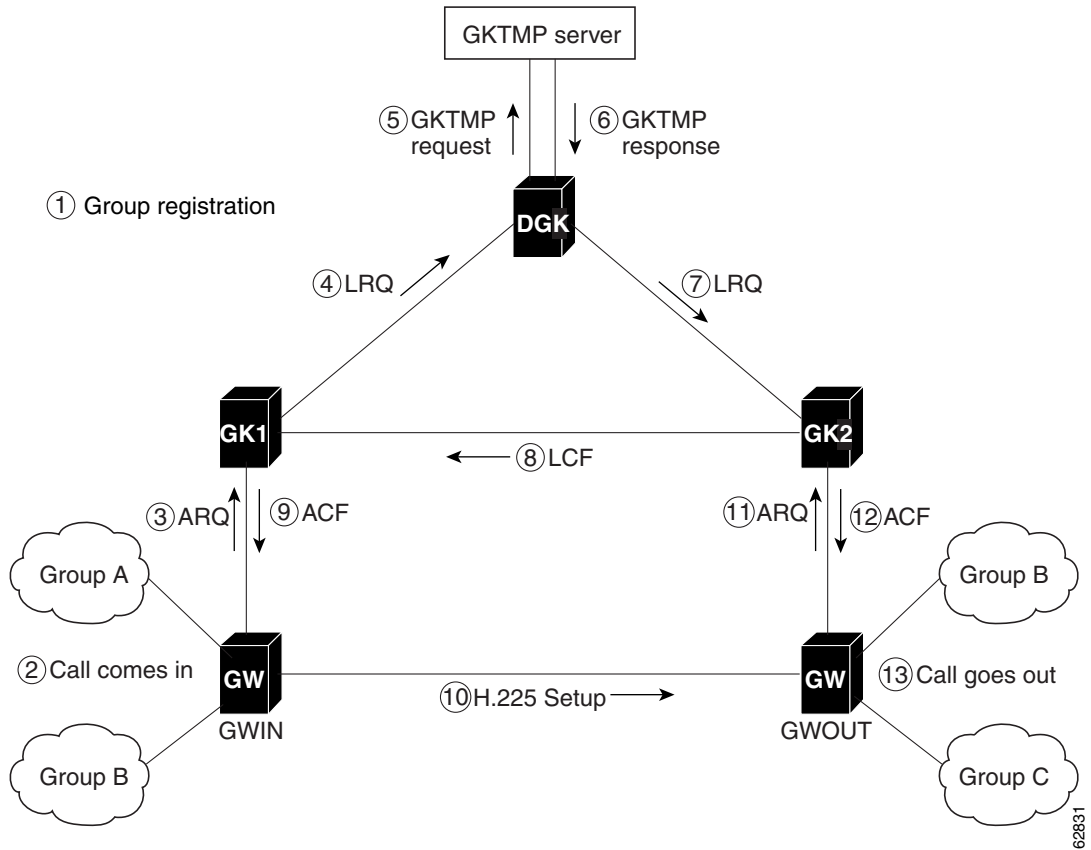 GKTMP server
⑤ GKTMP
request
⑥ GKTMP
response
① Group registration
DGK
④ LRQ
⑦ LRQ
GK1
GK2
⑧ LCF
③ ARQ
⑨ ACF
⑪ ARQ
⑫ ACF
Group A
Group B
② Call comes in
GW
GWIN
⑩ H.225 Setup
GW
GWOUT
⑬ Call goes out
Group B
Group C
62831